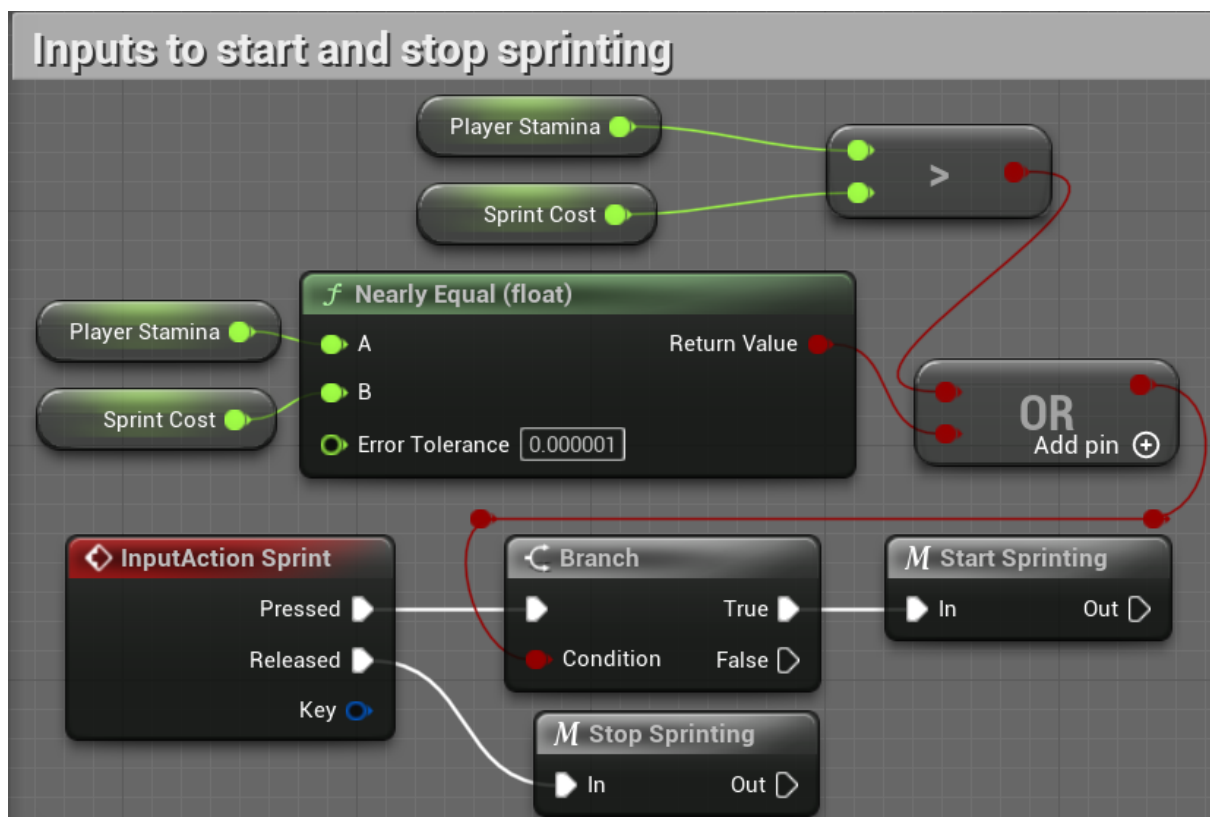 Inputs to start and stop sprinting
Player Stamina
>
Sprint Cost
f Nearly Equal (float)
Player Stamina
A
Return Value
B
Sprint Cost
Error Tolerance 0.000001
OR
Add pin
InputAction Sprint
Pressed
Released
Key
Branch
True
Condition
False
M Start Sprinting
In
Out
M Stop Sprinting
In
Out